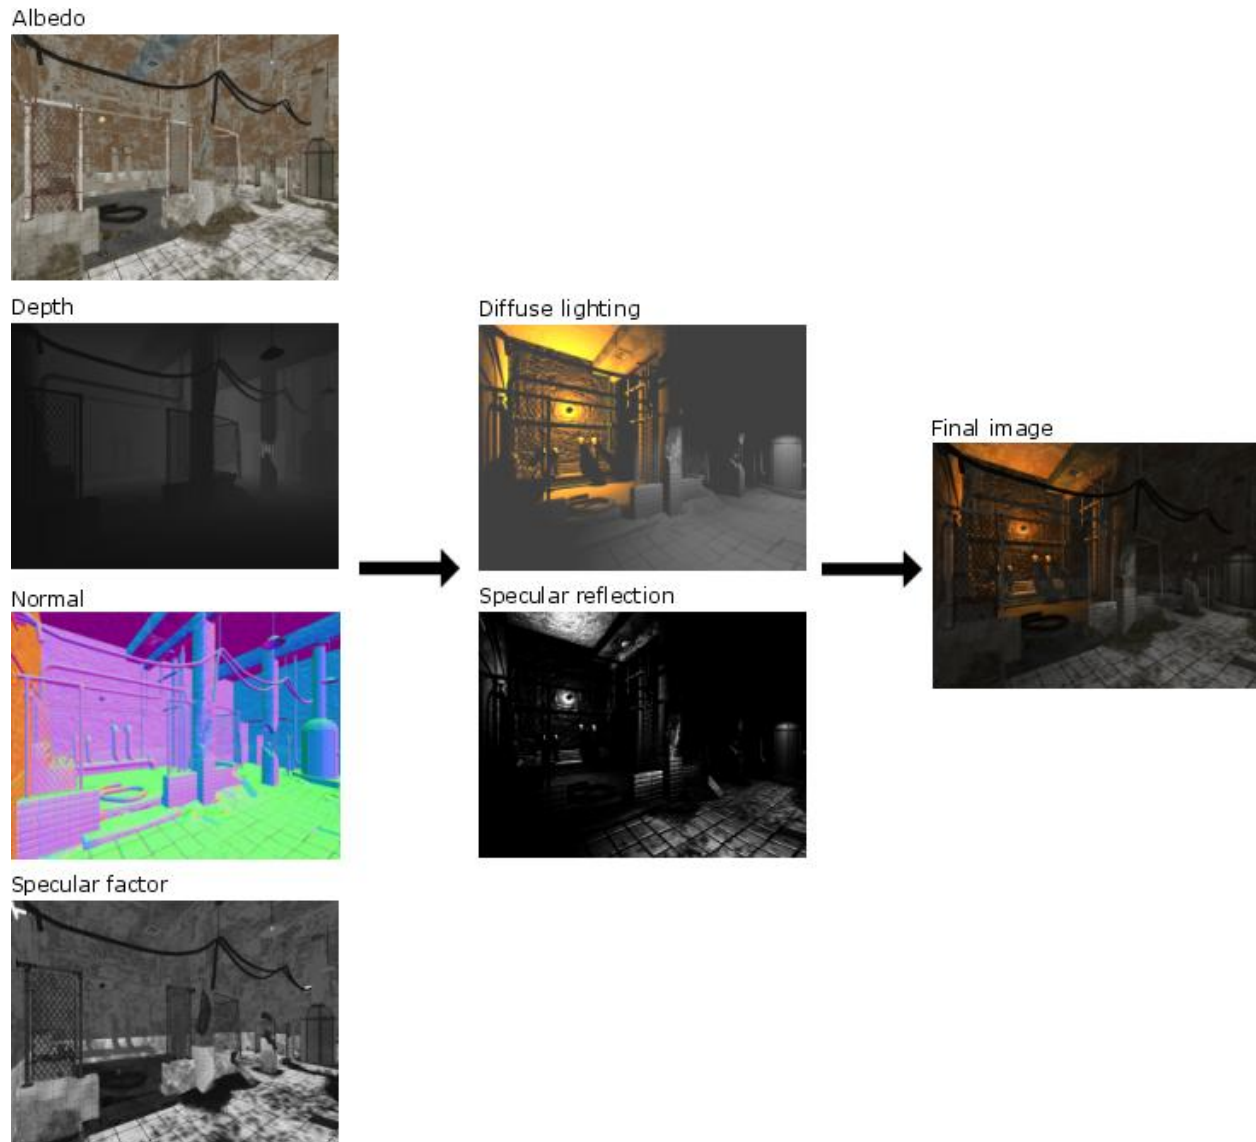 Albedo
Depth
Normal
Specular factor
Diffuse lighting
Specular reflection
Final image